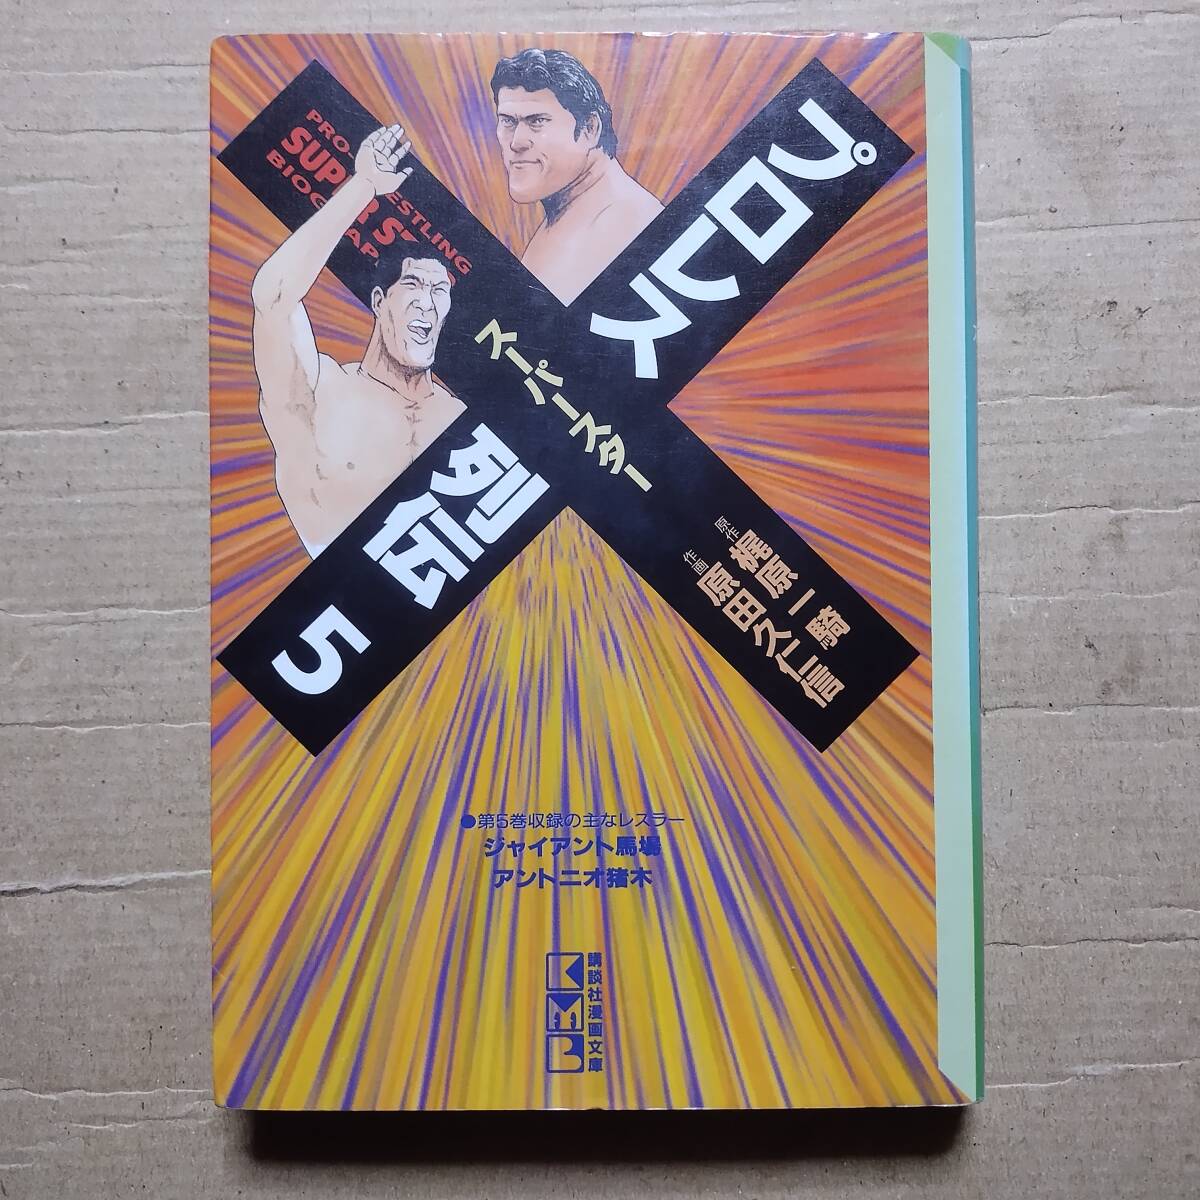 プロレス
スーパースター
列伝 5
PRO WRESTLING
SUPER S
BIOG AP
原作
梶原一騎
作画
原田久仁信
●第5巻収録の主なレスラー
ジャイアント馬場
アントニオ猪木
KMB
講談社漫画文庫